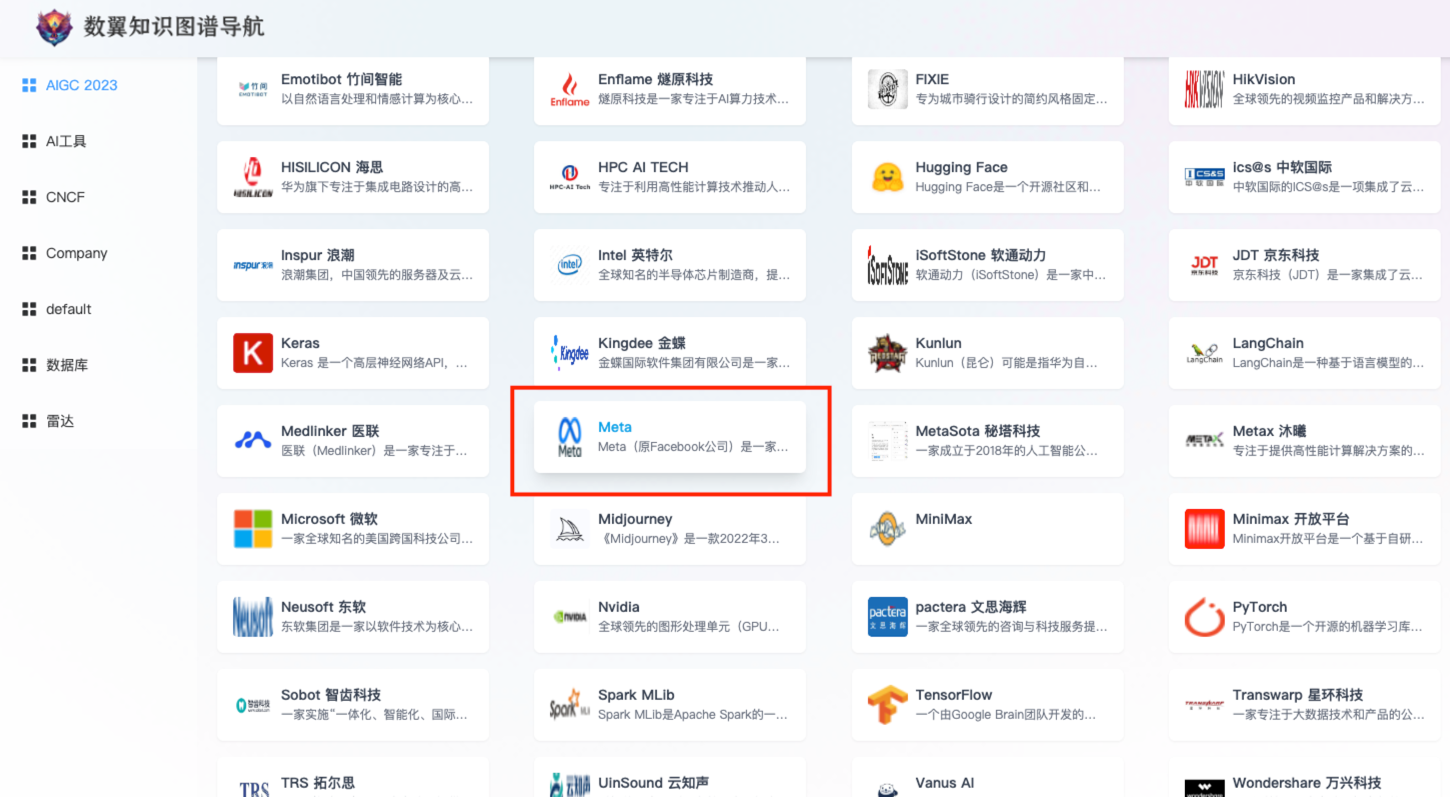 数翼知识图谱导航
AIGC 2023
AI工具
CNCF
Company
default
数据库
雷达
竹间
EMOTIBOT
Emotibot 竹间智能
以自然语言处理和情感计算为核心...
Enflame
Enflame 燧原科技
燧原科技是一家专注于AI算力技术...
FIXIE
专为城市骑行设计的简约风格固定...
HIKVISION
HikVision
全球领先的视频监控产品和解决方...
HISILICON
HISILICON 海思
华为旗下专注于集成电路设计的高...
HPC-AI Tech
HPC AI TECH
专注于利用高性能计算技术推动人...
Hugging Face
Hugging Face是一个开源社区和...
CS&S
中软国际
ics@s 中软国际
中软国际的ICS@s是一项集成了云...
inspur 浪潮
Inspur 浪潮
浪潮集团，中国领先的服务器及云...
intel
Intel 英特尔
全球知名的半导体芯片制造商，提...
iSoftStone
iSoftStone 软通动力
软通动力（iSoftStone）是一家中...
JDT
京东科技
JDT 京东科技
京东科技（JDT）是一家集成了云...
K
Keras
Keras 是一个高层神经网络API，...
Kingdee
Kingdee 金蝶
金蝶国际软件集团有限公司是一家...
Kunlun
Kunlun（昆仑）可能是指华为自...
LangChain
LangChain
LangChain是一种基于语言模型的...
Medlinker 医联
医联（Medlinker）是一家专注于...
Meta
Meta
Meta（原Facebook公司）是一家...
MetaSota 秘塔科技
一家成立于2018年的人工智能公...
METAX
Metax 沐曦
专注于提供高性能计算解决方案的...
Microsoft 微软
一家全球知名的美国跨国科技公司...
Midjourney
《Midjourney》是一款2022年3...
MiniMax
Minimax 开放平台
Minimax开放平台是一个基于自研...
Neusoft
Neusoft 东软
东软集团是一家以软件技术为核心...
NVIDIA
Nvidia
全球领先的图形处理单元（GPU...
pactera
文思海辉
pactera 文思海辉
一家全球领先的咨询与科技服务提...
PyTorch
PyTorch是一个开源的机器学习库...
智齿科技
Sobot 智齿科技
一家实施“一体化、智能化、国际...
Spark MLlib
Spark MLib
Spark MLib是Apache Spark的一...
TensorFlow
一个由Google Brain团队开发的...
TRANSWARP
Transwarp 星环科技
一家专注于大数据技术和产品的公...
TRS
TRS 拓尔思
UinSound 云知声
Vanus AI
wondershare
Wondershare 万兴科技